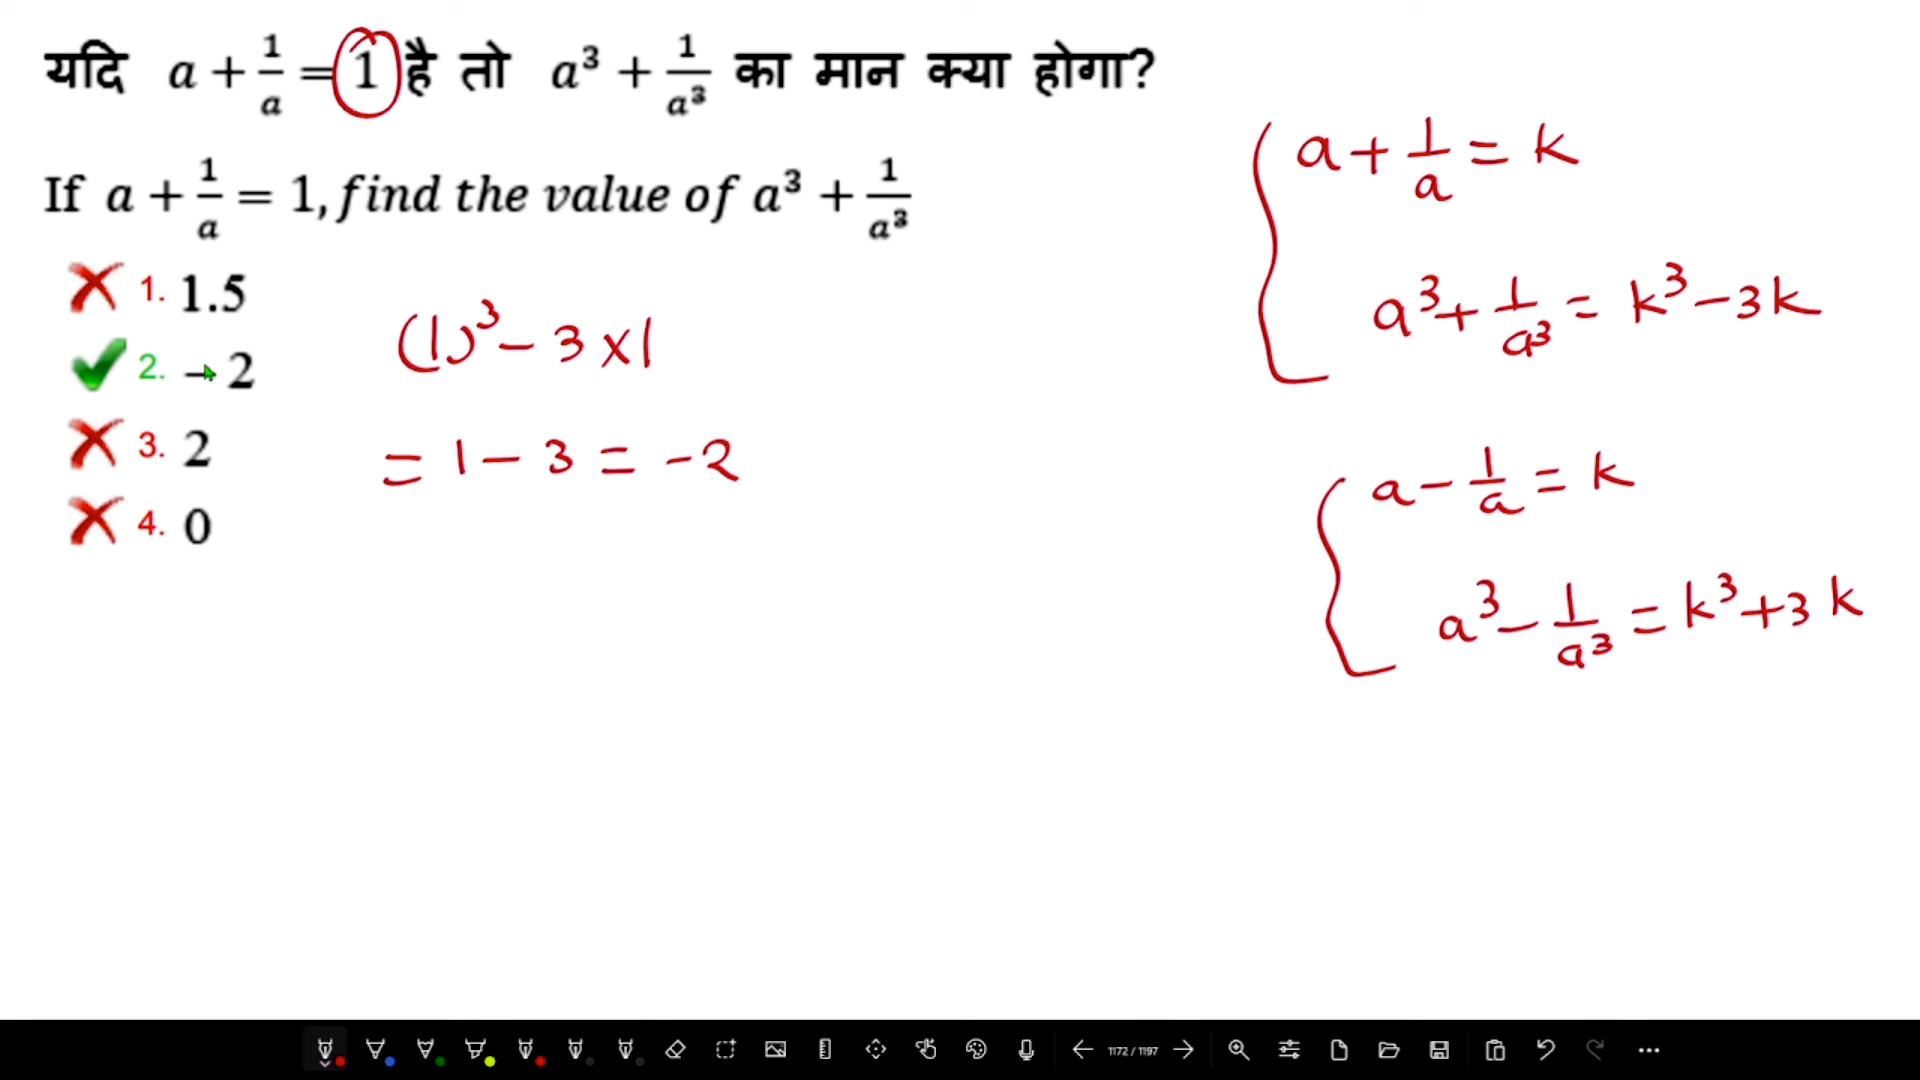 यदि a + 1/a = 1 है तो a³ + 1/a³ का मान क्या होगा?
If a + 1/a = 1, find the value of a³ + 1/a³
1. 1.5
2. −2
3. 2
4. 0
(1)³ − 3 × 1
= 1 − 3 = −2
a + 1/a = k
a³ + 1/a³ = k³ − 3k
a − 1/a = k
a³ − 1/a³ = k³ + 3k
1172 / 1197